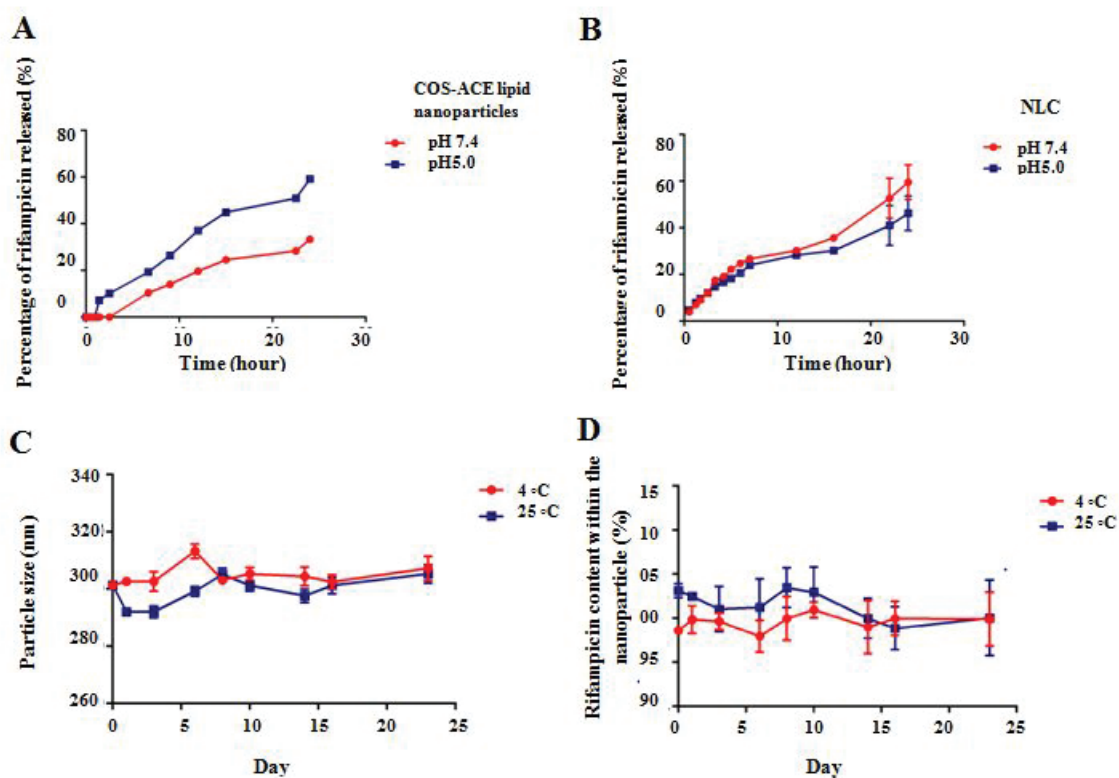 A
Percentage of rifampicin released (%)
COS-ACE lipid
nanoparticles
pH 7.4
pH5.0
80
60
40
20
0
0 10 20 30
Time (hour)
B
Percentage of rifampicin released (%)
NLC
pH 7.4
pH5.0
80
60
40
20
0
0 10 20 30
Time (hour)
C
Particle size (nm)
4 °C
25 °C
340
320
300
280
260
0 5 10 15 20 25
Day
D
Rifampicin content within the
nanoparticle (%)
4 °C
25 °C
15
05
00
95
90
0 5 10 15 20 25
Day